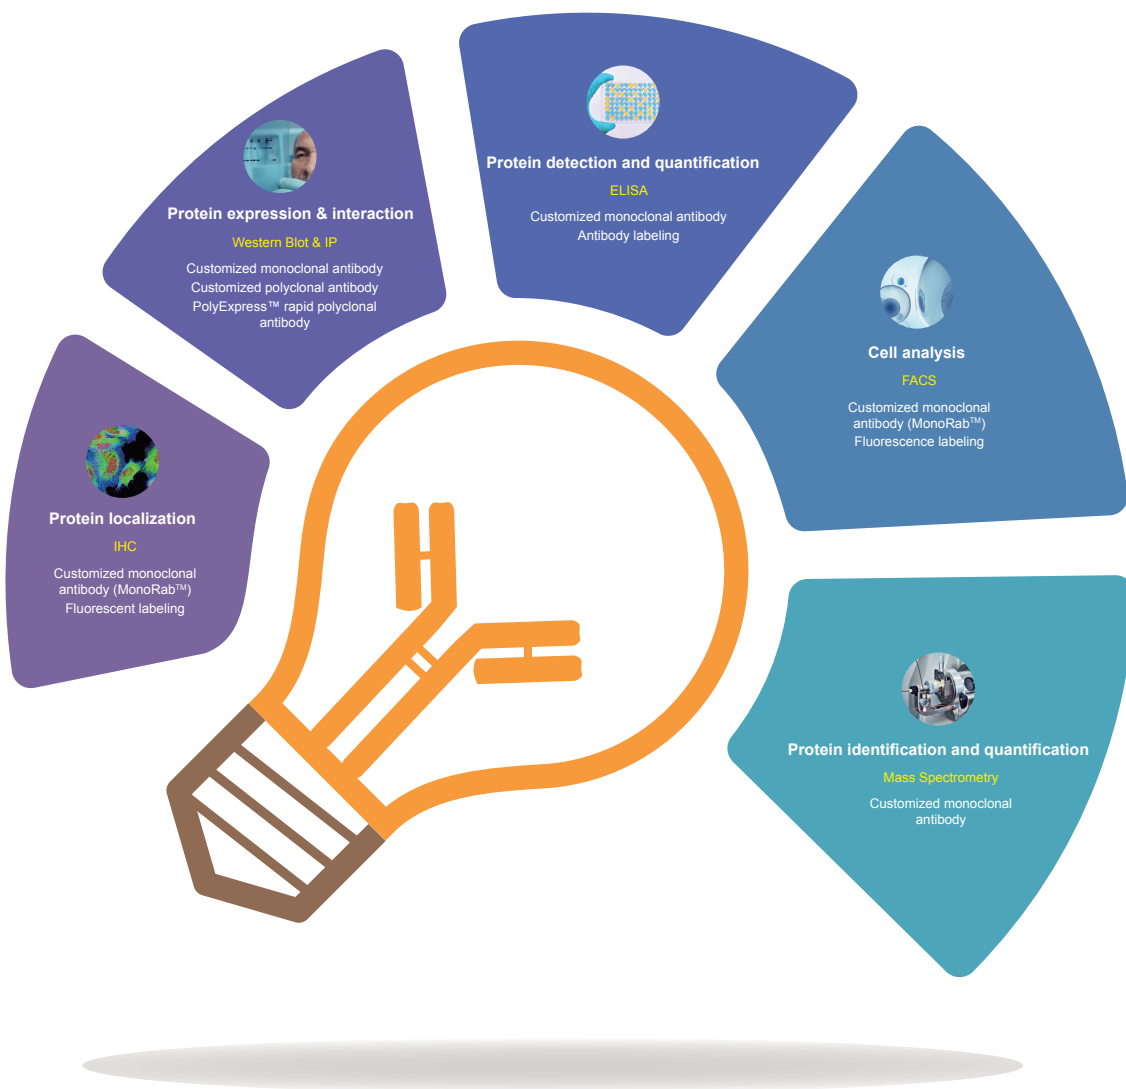 Protein detection and quantification
ELISA
Customized monoclonal antibody
Antibody labeling
Protein expression & interaction
Western Blot & IP
Customized monoclonal antibody
Customized polyclonal antibody
PolyExpress™ rapid polyclonal
antibody
Cell analysis
FACS
Customized monoclonal
antibody (MonoRab™)
Fluorescence labeling
Protein localization
IHC
Customized monoclonal
antibody (MonoRab™)
Fluorescent labeling
Protein identification and quantification
Mass Spectrometry
Customized monoclonal
antibody